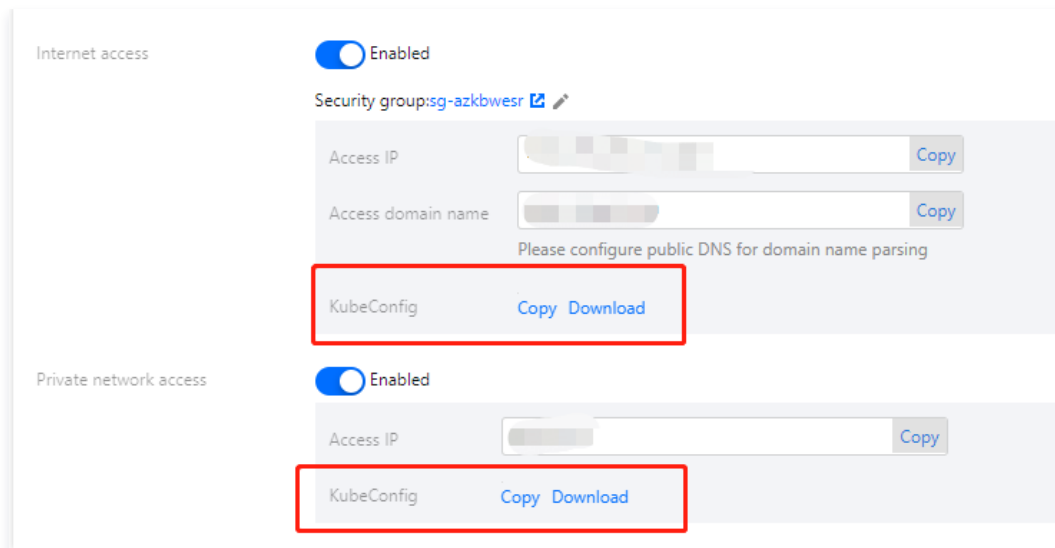 Internet access Enabled
Security group:sg-azkbwesr
Access IP Copy
Access domain name Copy
Please configure public DNS for domain name parsing
KubeConfig Copy Download
Private network access Enabled
Access IP Copy
KubeConfig Copy Download